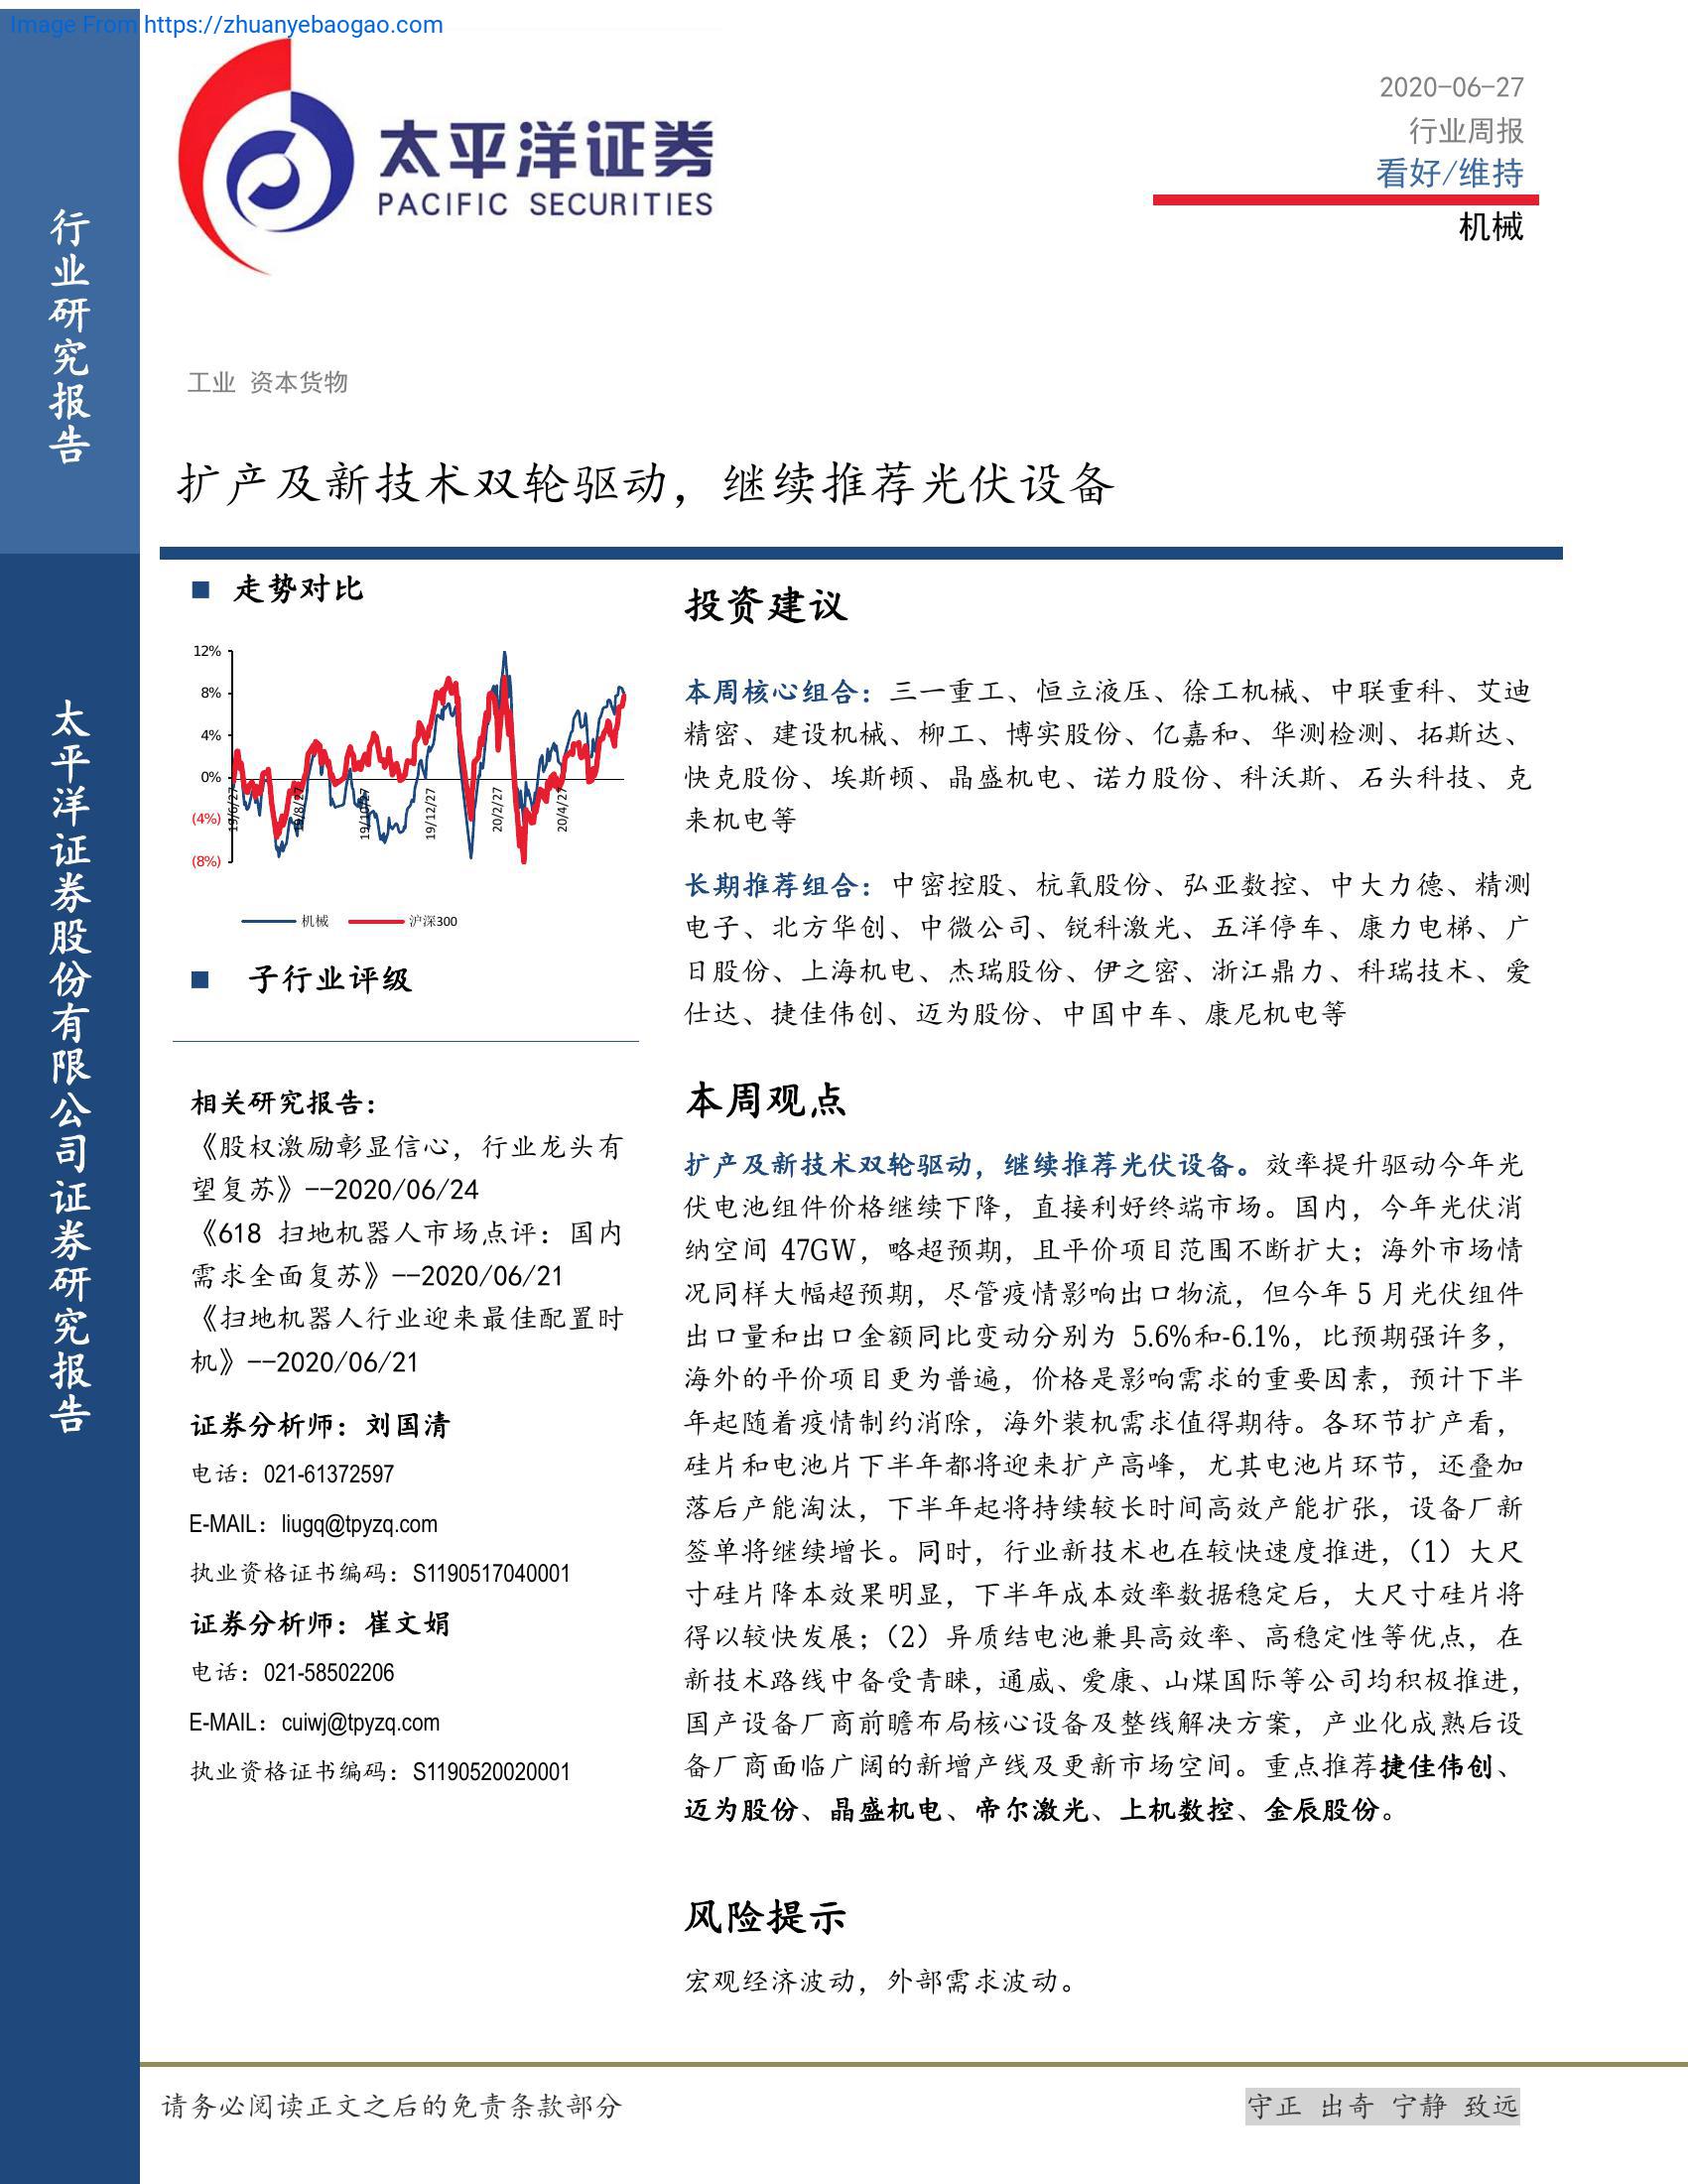 Image From https://zhuanyebaogao.com
太平洋证券
PACIFIC SECURITIES
2020-06-27
行业周报
看好/维持
机械
行业研究报告
太平洋证券股份有限公司证券研究报告
工业 资本货物
扩产及新技术双轮驱动，继续推荐光伏设备
■ 走势对比
12%
8%
4%
0%
(4%)
(8%)
19/6/27
19/8/27
19/10/27
19/12/27
20/2/27
20/4/27
机械 沪深300
■ 子行业评级
相关研究报告：
《股权激励彰显信心，行业龙头有
望复苏》--2020/06/24
《618 扫地机器人市场点评：国内
需求全面复苏》--2020/06/21
《扫地机器人行业迎来最佳配置时
机》--2020/06/21
证券分析师：刘国清
电话：021-61372597
E-MAIL：liugq@tpyzq.com
执业资格证书编码：S1190517040001
证券分析师：崔文娟
电话：021-58502206
E-MAIL：cuiwj@tpyzq.com
执业资格证书编码：S1190520020001
投资建议
本周核心组合：三一重工、恒立液压、徐工机械、中联重科、艾迪
精密、建设机械、柳工、博实股份、亿嘉和、华测检测、拓斯达、
快克股份、埃斯顿、晶盛机电、诺力股份、科沃斯、石头科技、克
来机电等
长期推荐组合：中密控股、杭氧股份、弘亚数控、中大力德、精测
电子、北方华创、中微公司、锐科激光、五洋停车、康力电梯、广
日股份、上海机电、杰瑞股份、伊之密、浙江鼎力、科瑞技术、爱
仕达、捷佳伟创、迈为股份、中国中车、康尼机电等
本周观点
扩产及新技术双轮驱动，继续推荐光伏设备。效率提升驱动今年光
伏电池组件价格继续下降，直接利好终端市场。国内，今年光伏消
纳空间 47GW，略超预期，且平价项目范围不断扩大；海外市场情
况同样大幅超预期，尽管疫情影响出口物流，但今年 5 月光伏组件
出口量和出口金额同比变动分别为 5.6%和-6.1%，比预期强许多，
海外的平价项目更为普遍，价格是影响需求的重要因素，预计下半
年起随着疫情制约消除，海外装机需求值得期待。各环节扩产看，
硅片和电池片下半年都将迎来扩产高峰，尤其电池片环节，还叠加
落后产能淘汰，下半年起将持续较长时间高效产能扩张，设备厂新
签单将继续增长。同时，行业新技术也在较快速度推进，（1）大尺
寸硅片降本效果明显，下半年成本效率数据稳定后，大尺寸硅片将
得以较快发展；（2）异质结电池兼具高效率、高稳定性等优点，在
新技术路线中备受青睐，通威、爱康、山煤国际等公司均积极推进，
国产设备厂商前瞻布局核心设备及整线解决方案，产业化成熟后设
备厂商面临广阔的新增产线及更新市场空间。重点推荐捷佳伟创、
迈为股份、晶盛机电、帝尔激光、上机数控、金辰股份。
风险提示
宏观经济波动，外部需求波动。
请务必阅读正文之后的免责条款部分
守正 出奇 宁静 致远